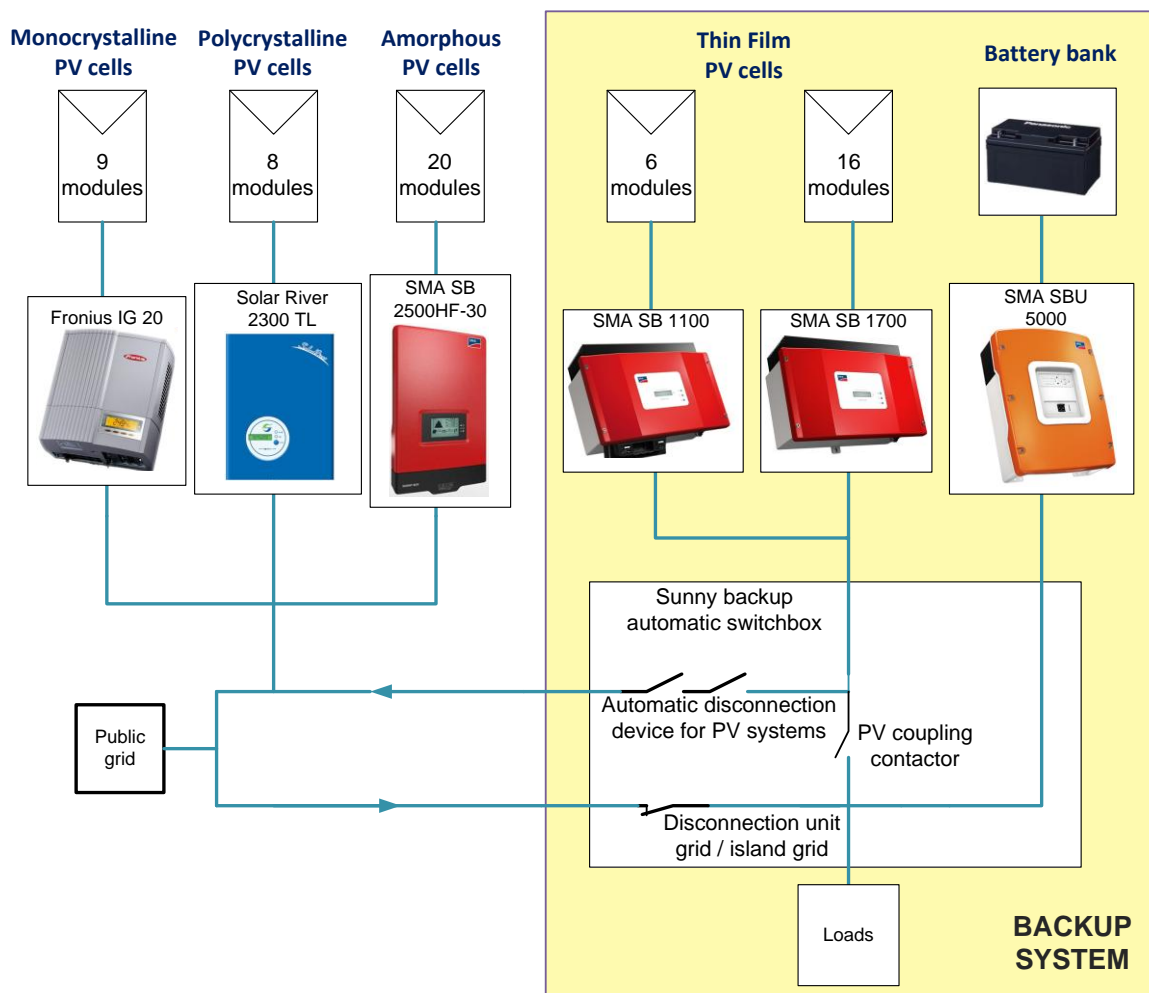 Monocrystalline
PV cells
Polycrystalline
PV cells
Amorphous
PV cells
Thin Film
PV cells
Battery bank
9
modules
8
modules
20
modules
6
modules
16
modules
Panasonic
Fronius IG 20
Solar River
2300 TL
SMA SB
2500HF-30
SMA SB 1100
SMA SB 1700
SMA SBU
5000
Sunny backup
automatic switchbox
Automatic disconnection
device for PV systems
PV coupling
contactor
Public
grid
Disconnection unit
grid / island grid
Loads
BACKUP
SYSTEM